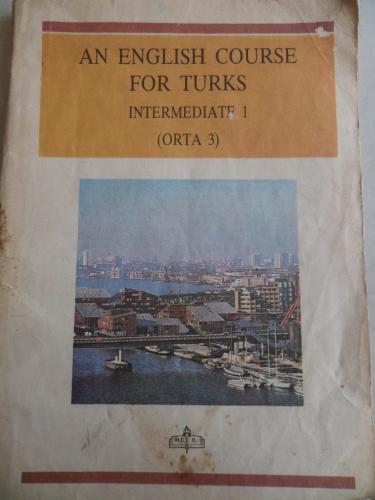 AN ENGLISH COURSE
FOR TURKS
INTERMEDIATE 1
(ORTA 3)
M.E. B.